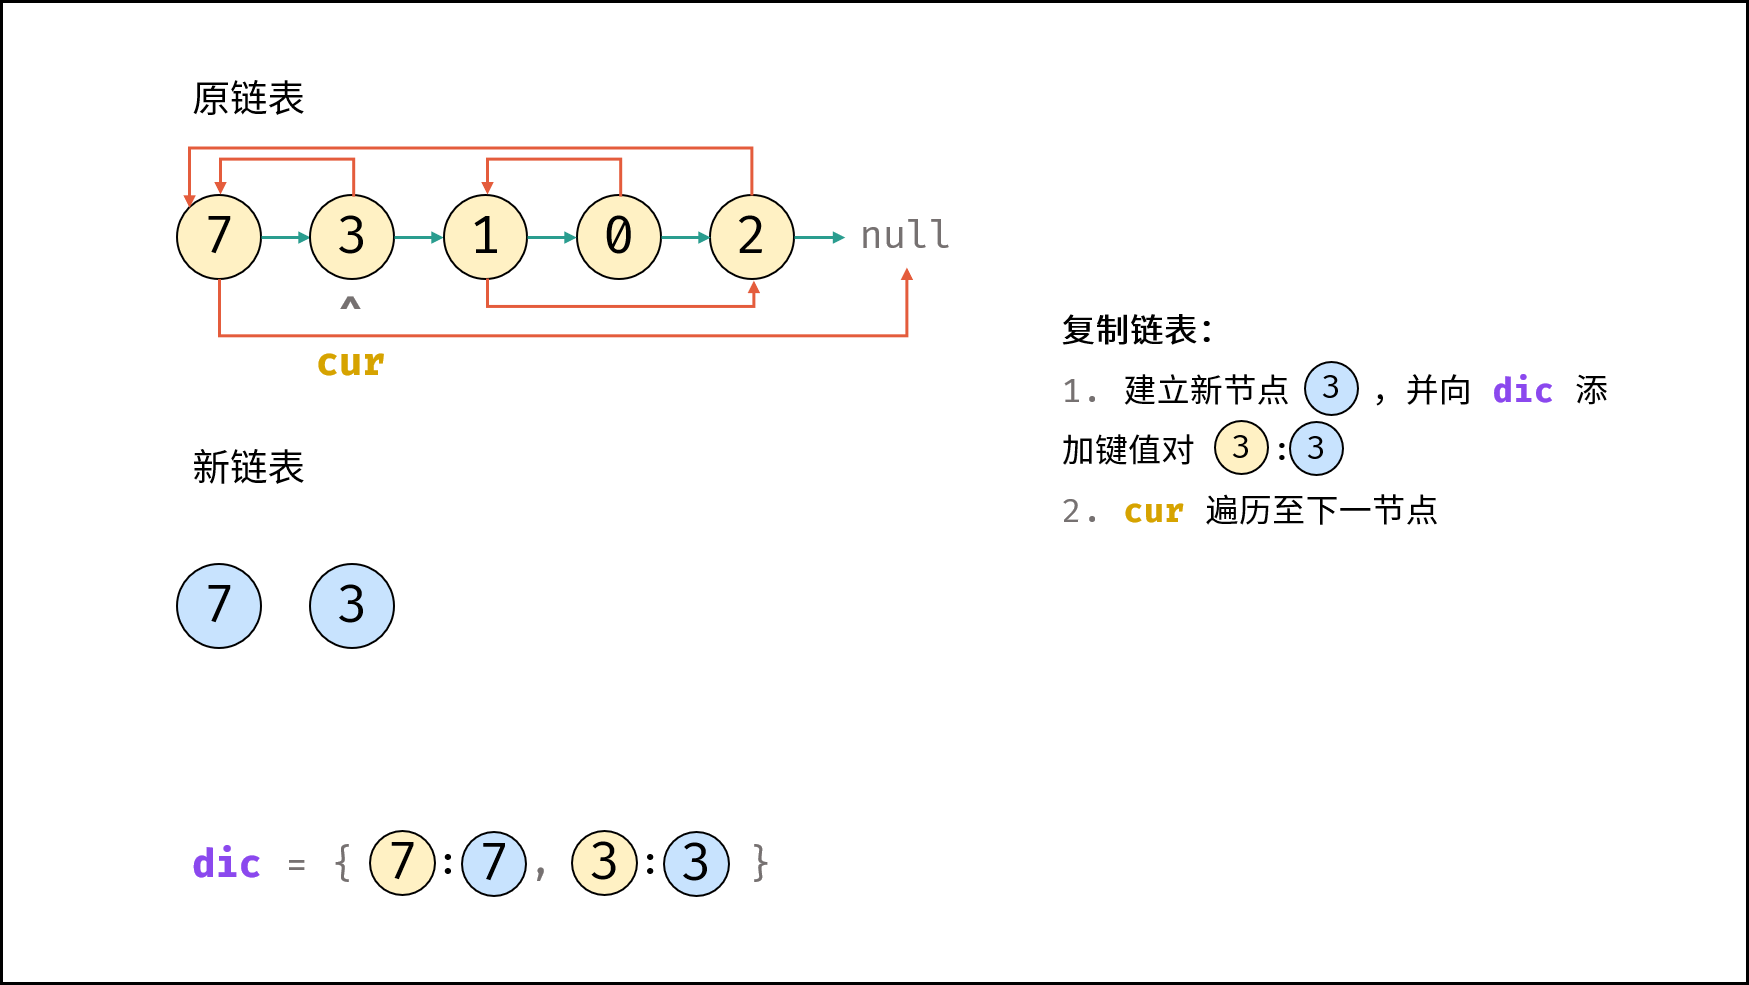 原链表
7 3 1 0 2 null
^
cur
复制链表：
1. 建立新节点 3 ，并向 dic 添
加键值对 3 : 3
2. cur 遍历至下一节点
新链表
7 3
dic = { 7 : 7 , 3 : 3 }